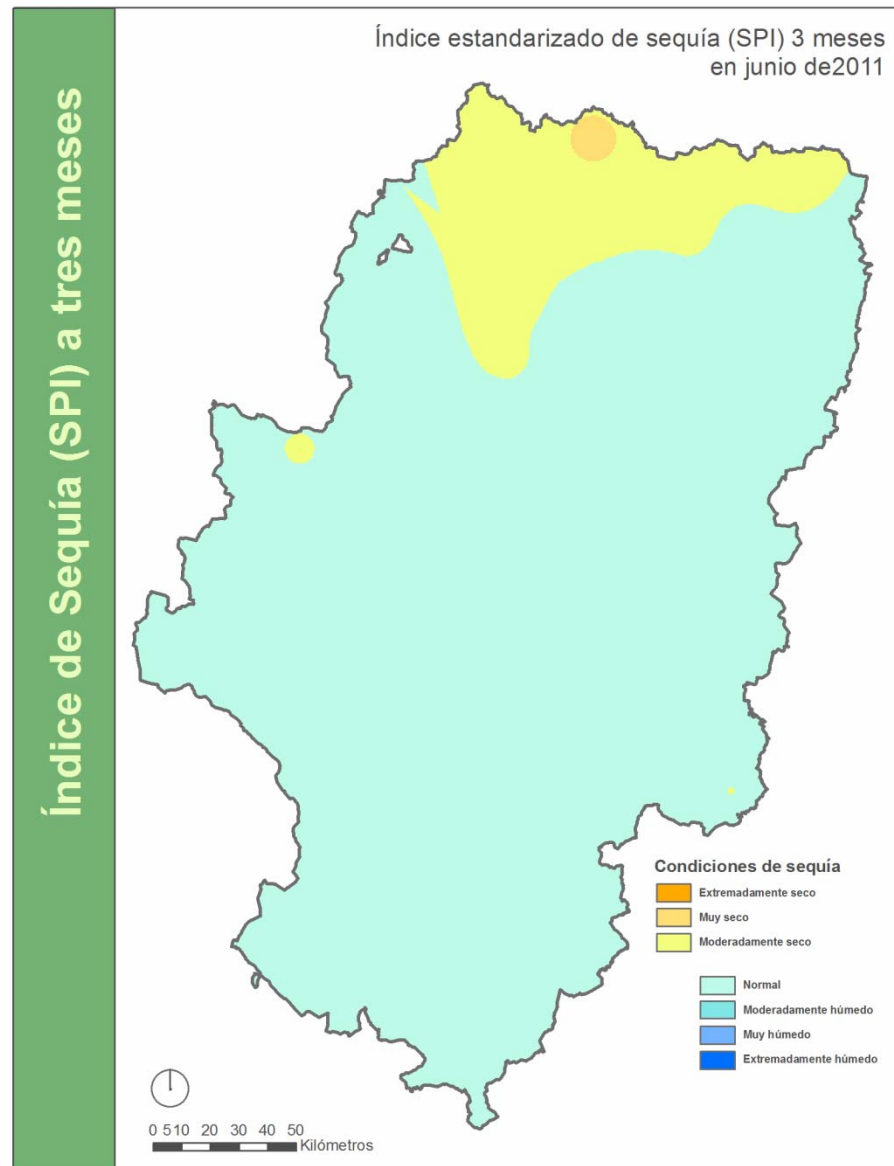 Índice de Sequía (SPI) a tres meses
Índice estandarizado de sequía (SPI) 3 meses
en junio de2011
Condiciones de sequía
Extremadamente seco
Muy seco
Moderadamente seco
Normal
Moderadamente húmedo
Muy húmedo
Extremadamente húmedo
0 510 20 30 40 50
Kilómetros